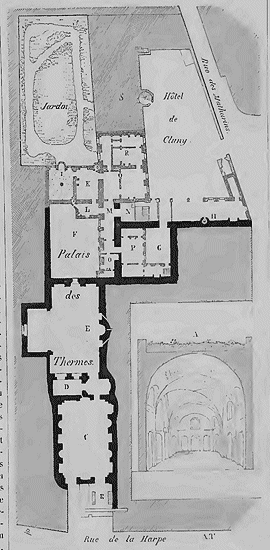 Jardin
S
Hôtel
de
Cluny
Rue des Mathurins
R
I
K
Q
L
M
N
H
F
Palais
P
G
O
des
E
Thermes.
A
D
C
B
Rue de la Harpe
A.T